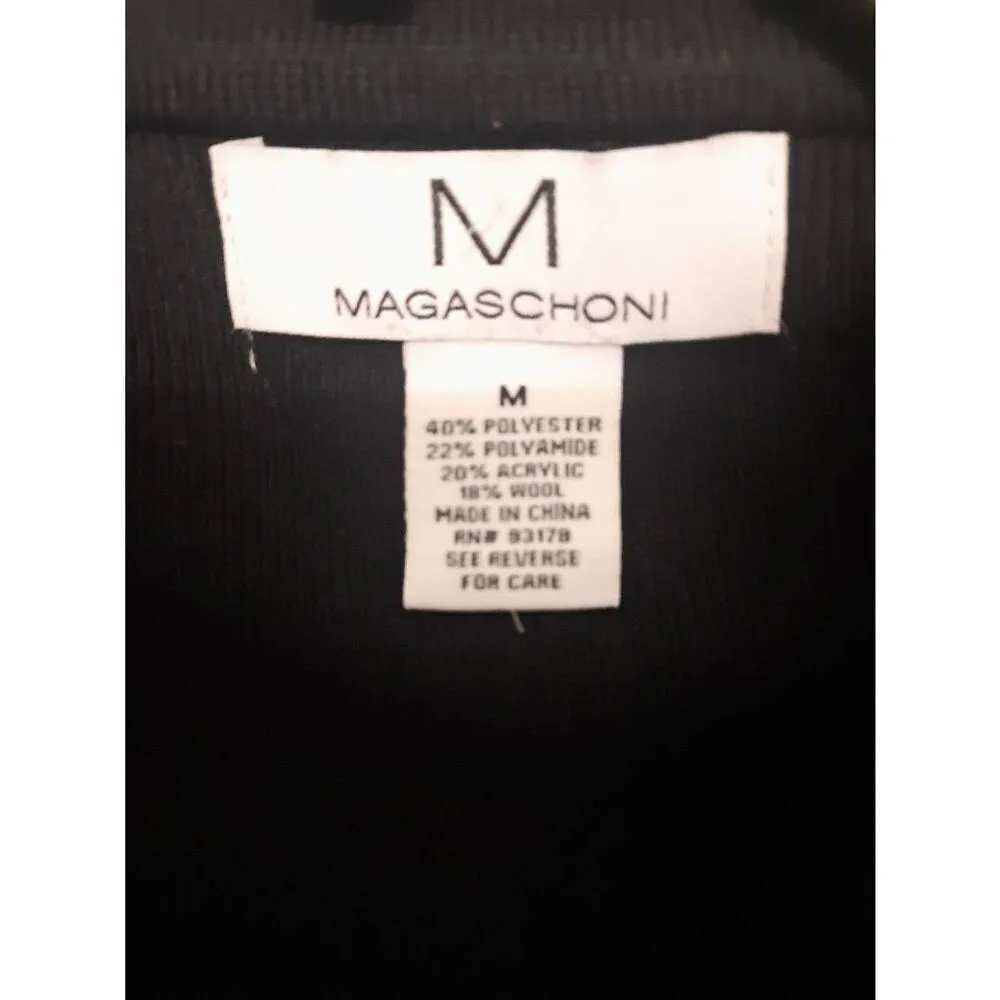 M
MAGASCHONI
M
40% POLYESTER
22% POLYAMIDE
20% ACRYLIC
18% WOOL
MADE IN CHINA
RN# 93178
SEE REVERSE
FOR CARE